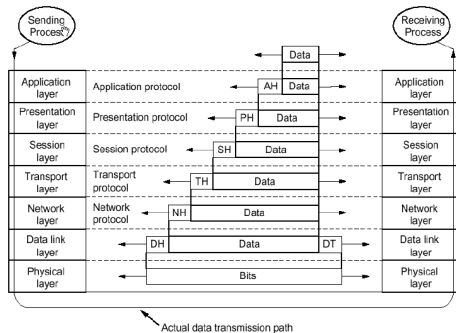 Sending
Process
Receiving
Process
Data
Application
layer
Application protocol
AH
Data
Application
layer
Presentation
layer
Presentation protocol
PH
Data
Presentation
layer
Session
layer
Session protocol
SH
Data
Session
layer
Transport
layer
Transport
protocol
TH
Data
Transport
layer
Network
layer
Network
protocol
NH
Data
Network
layer
Data link
layer
DH
Data
DT
Data link
layer
Physical
layer
Bits
Physical
layer
Actual data transmission path